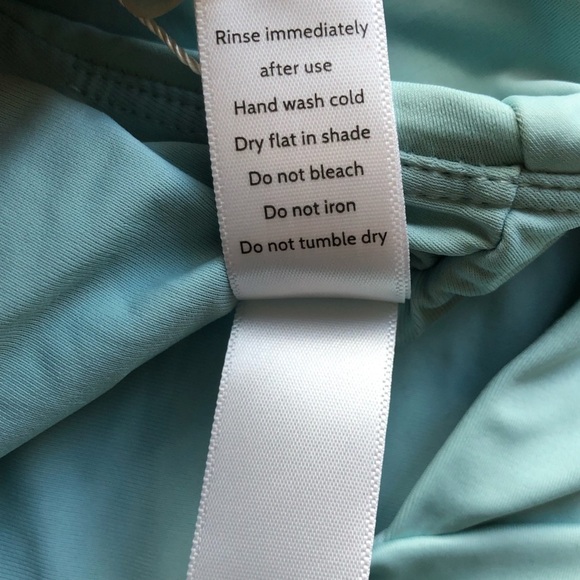 Rinse immediately
after use
Hand wash cold
Dry flat in shade
Do not bleach
Do not iron
Do not tumble dry